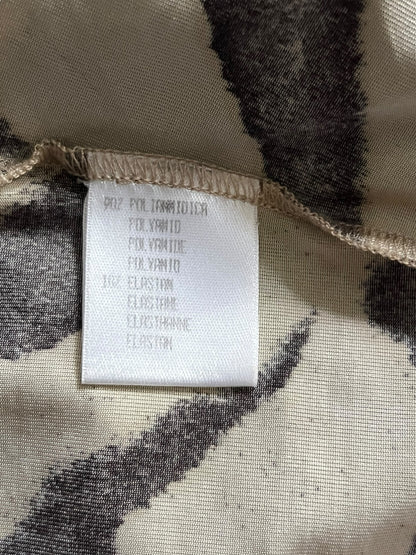 90% POLIAMMIDICA
POLYAMID
POLYAMIDE
POLYAMID
10% ELASTAN
ELASTANE
ELASTHANNE
ELASTAN